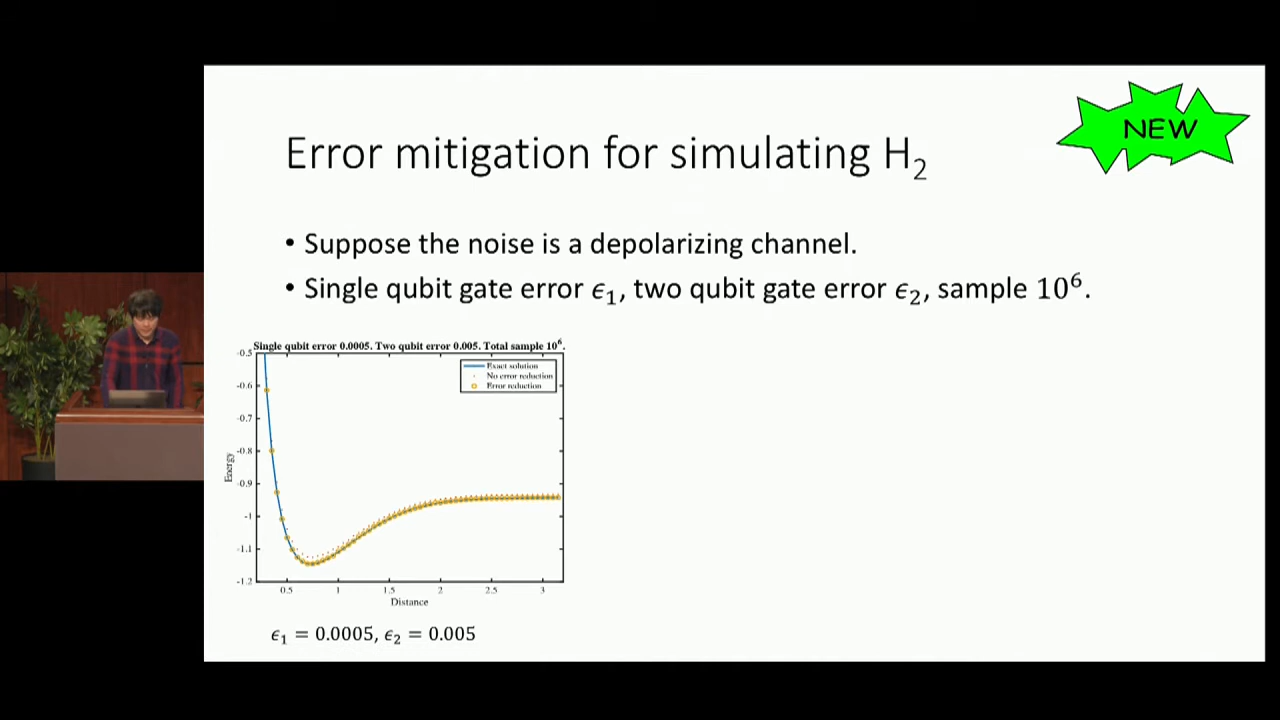 NEW
Error mitigation for simulating H₂
• Suppose the noise is a depolarizing channel.
• Single qubit gate error ϵ₁, two qubit gate error ϵ₂, sample 10⁶.
Single qubit error 0.0005. Two qubit error 0.005. Total sample 10⁶.
Exact solution
No error reduction
Error reduction
-0.5
-0.6
-0.7
-0.8
-0.9
-1
-1.1
-1.2
Energy
0.5 1 1.5 2 2.5 3
Distance
ϵ₁ = 0.0005, ϵ₂ = 0.005